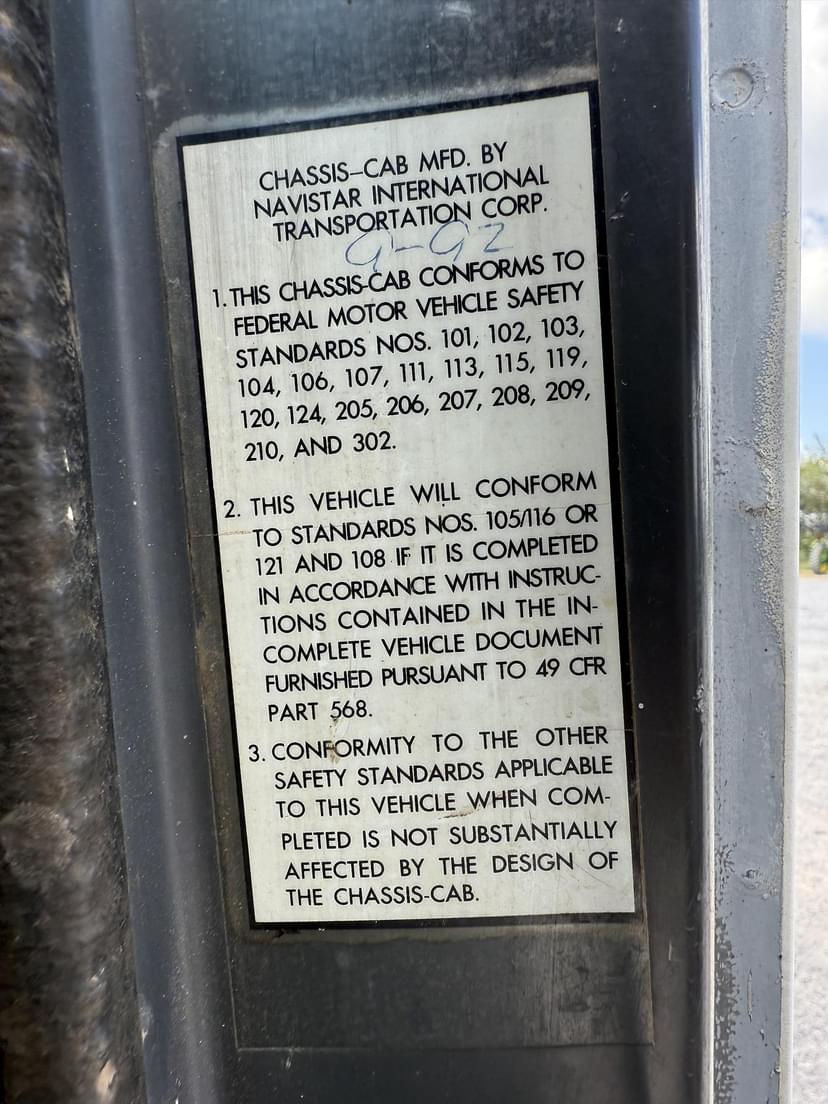 CHASSIS-CAB MFD. BY
NAVISTAR INTERNATIONAL
TRANSPORTATION CORP.
9-92
1. THIS CHASSIS-CAB CONFORMS TO
FEDERAL MOTOR VEHICLE SAFETY
STANDARDS NOS. 101, 102, 103,
104, 106, 107, 111, 113, 115, 119,
120, 124, 205, 206, 207, 208, 209,
210, AND 302.
2. THIS VEHICLE WILL CONFORM
TO STANDARDS NOS. 105/116 OR
121 AND 108 IF IT IS COMPLETED
IN ACCORDANCE WITH INSTRUC-
TIONS CONTAINED IN THE IN-
COMPLETE VEHICLE DOCUMENT
FURNISHED PURSUANT TO 49 CFR
PART 568.
3. CONFORMITY TO THE OTHER
SAFETY STANDARDS APPLICABLE
TO THIS VEHICLE WHEN COM-
PLETED IS NOT SUBSTANTIALLY
AFFECTED BY THE DESIGN OF
THE CHASSIS-CAB.